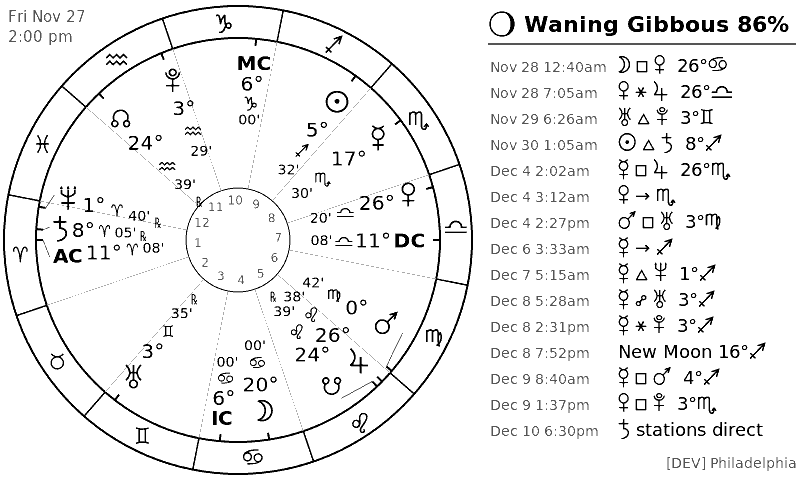 Fri Nov 27
2:00 pm
♑
♐
♒
MC
6°
♑
00'
♇
3°
♒
29'
☉
5°
♐
32'
♏
☊
24°
♒
39'
℞
☿
17°
♏
30'
♓
♀
26°
♎
20'
♆ 1° ♈ 40' ℞
♄ 8° ♈ 05' ℞
AC 11° ♈ 08'
08' ♎ 11° DC
♎
♈
12 11 10 9 8
1 7
2 3 4 5 6
℞
35'
♊
3°
♅
♉
00'
♋
6°
IC
00'
♋
20°
☽
42'
♍
0°
♂
℞ 38'
♌
26°
♃
39'
♌
24°
☋
♍
♊
♋
♌
Waning Gibbous 86%
Nov 28 12:40am ☽ □ ♀ 26°♋
Nov 28 7:05am ♀ ⚹ ♃ 26°♎
Nov 29 6:26am ♅ △ ♇ 3°♊
Nov 30 1:05am ☉ △ ♄ 8°♐
Dec 4 2:02am ☿ □ ♃ 26°♏
Dec 4 3:12am ♀ → ♏
Dec 4 2:27pm ♂ □ ♅ 3°♍
Dec 6 3:33am ☿ → ♐
Dec 7 5:15am ☿ △ ♆ 1°♐
Dec 8 5:28am ☿ ☍ ♅ 3°♐
Dec 8 2:31pm ☿ ⚹ ♇ 3°♐
Dec 8 7:52pm New Moon 16°♐
Dec 9 8:40am ☿ □ ♂ 4°♐
Dec 9 1:37pm ♀ □ ♇ 3°♏
Dec 10 6:30pm ♄ stations direct
[DEV] Philadelphia